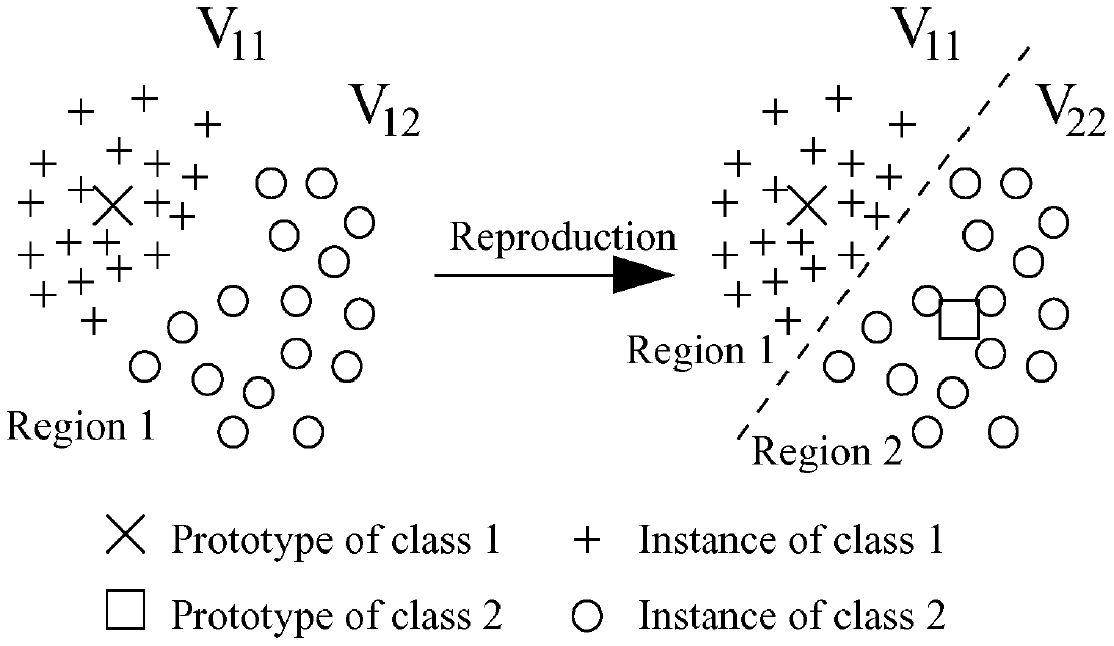 V11
V12
Region 1
Reproduction
V11
V22
Region 1
Region 2
Prototype of class 1
Instance of class 1
Prototype of class 2
Instance of class 2